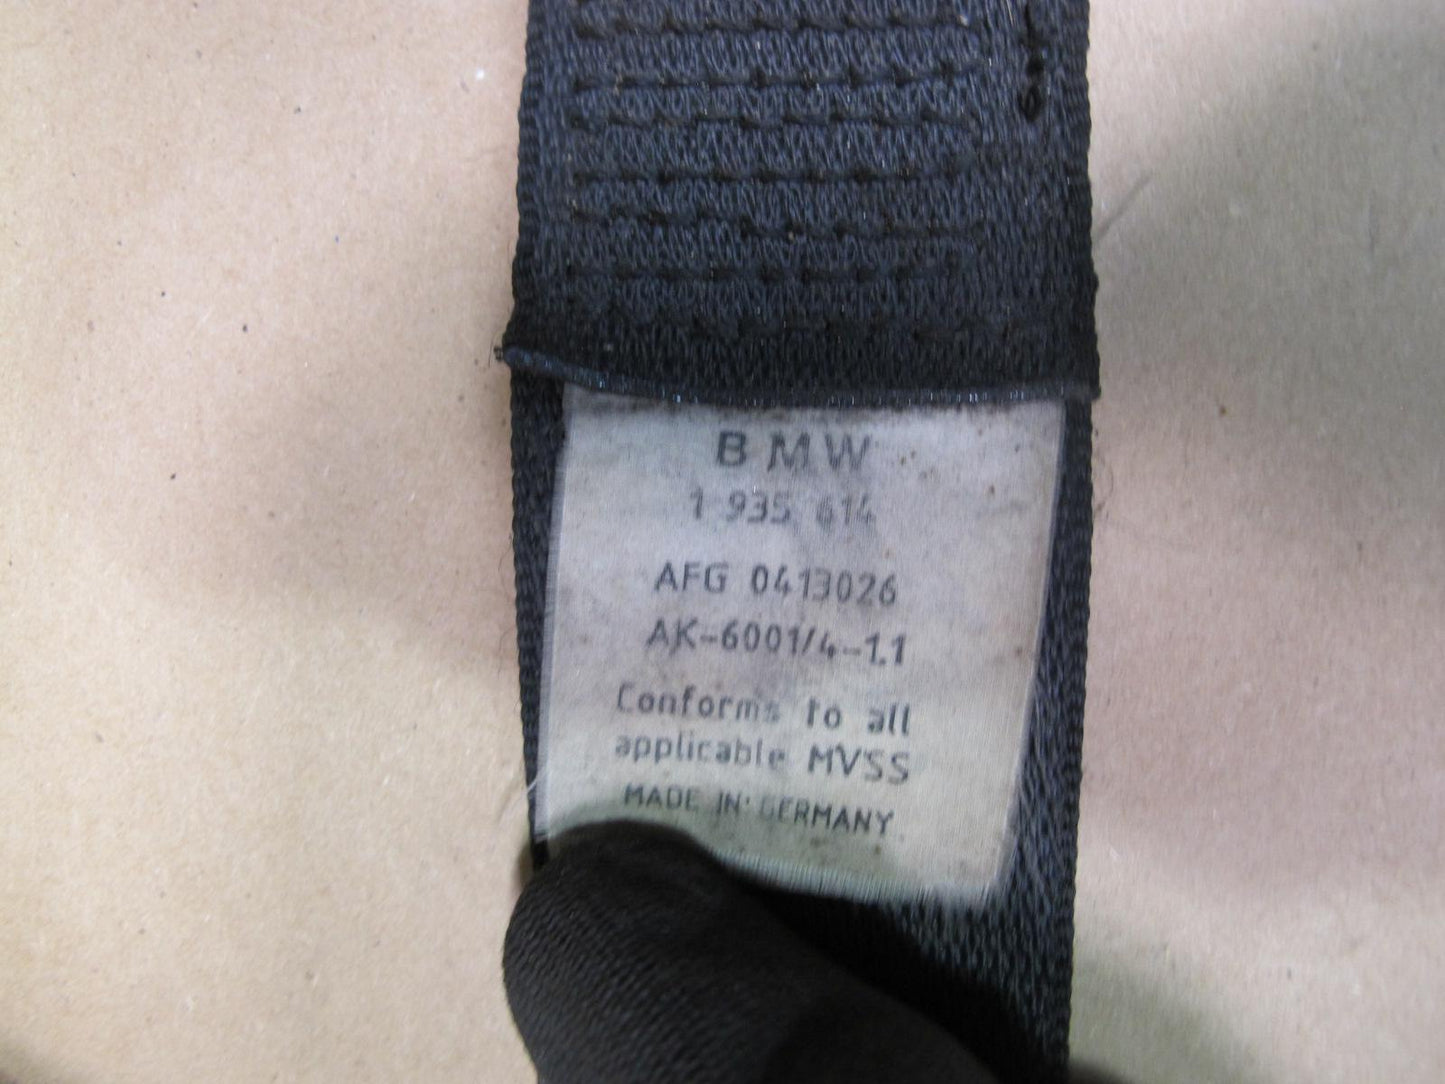 BMW
1 935 614
AFG 0413026
AK-6001/4-1.1
Conforms to all
applicable MVSS
MADE IN GERMANY